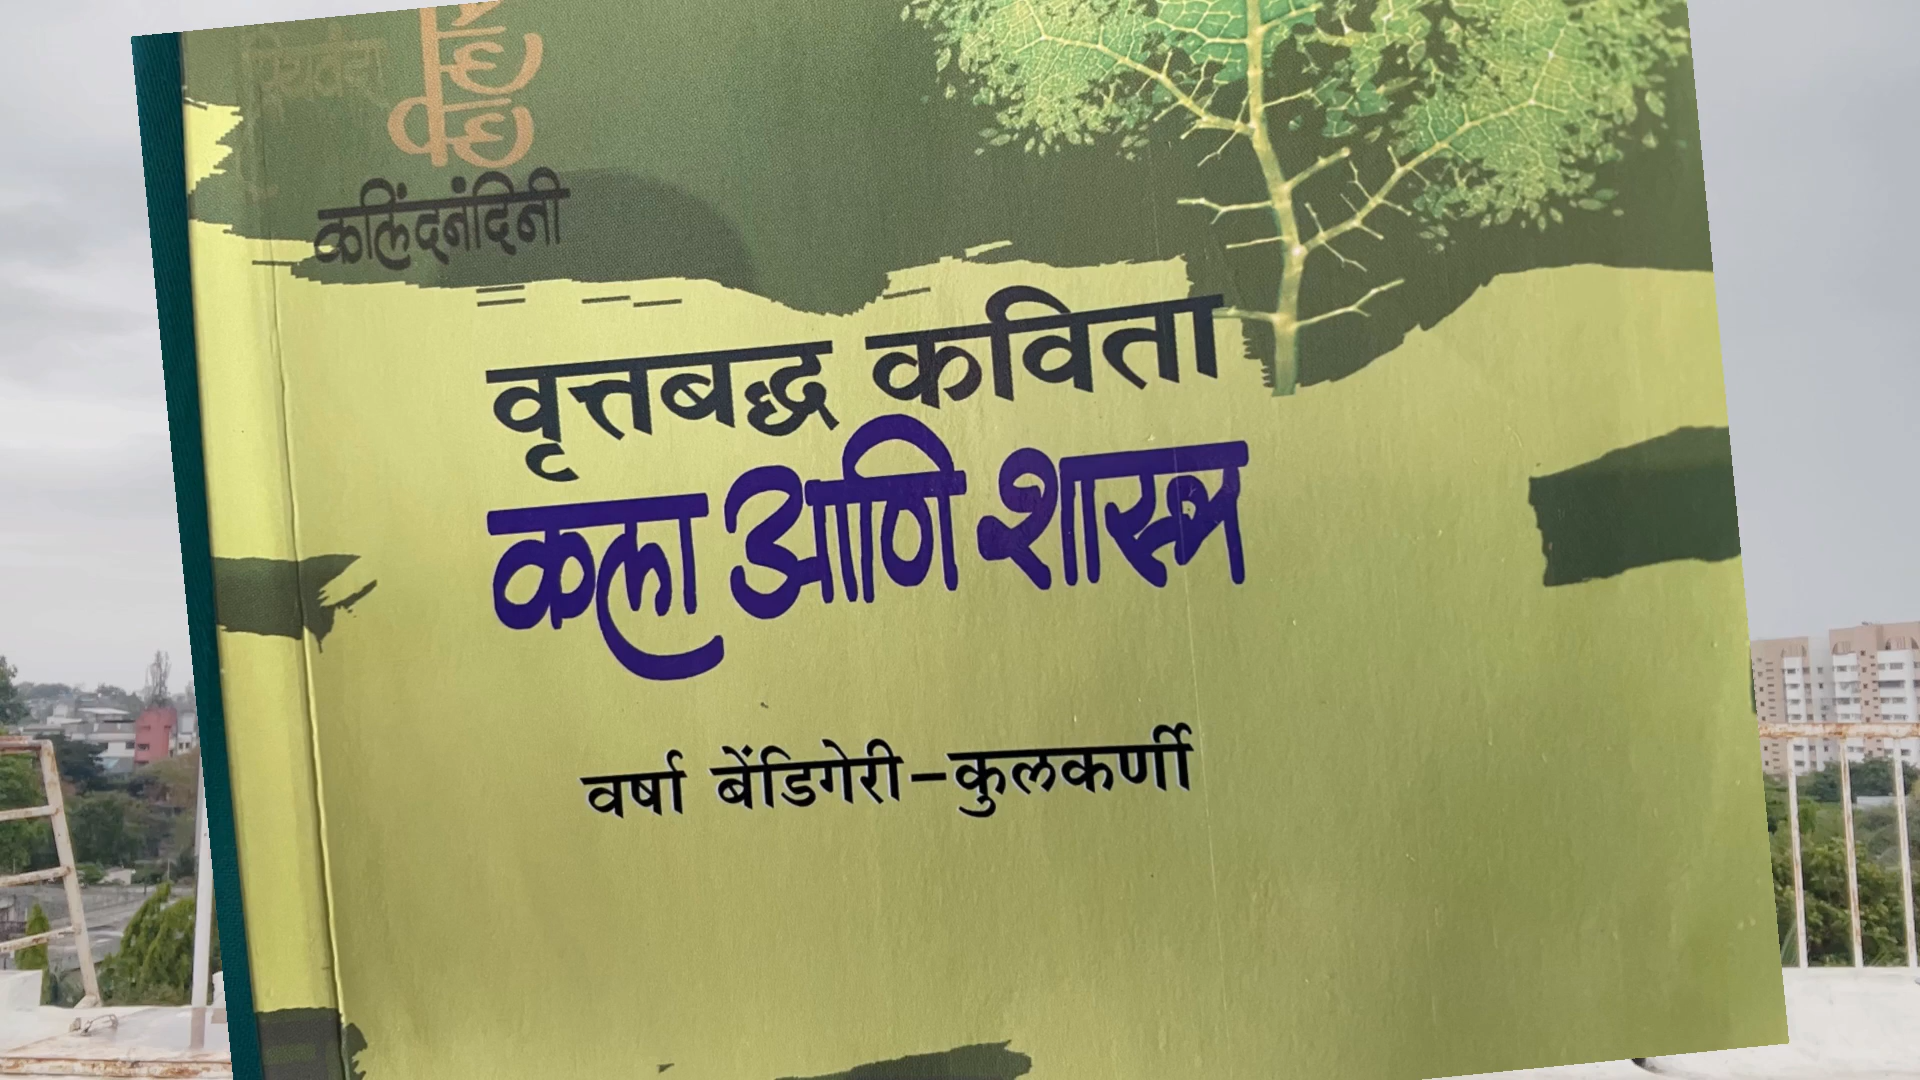 कलिंदनंदिनी
वृत्तबद्ध कविता
कला आणि शास्त्र
वर्षा बेंडिगेरी-कुलकर्णी